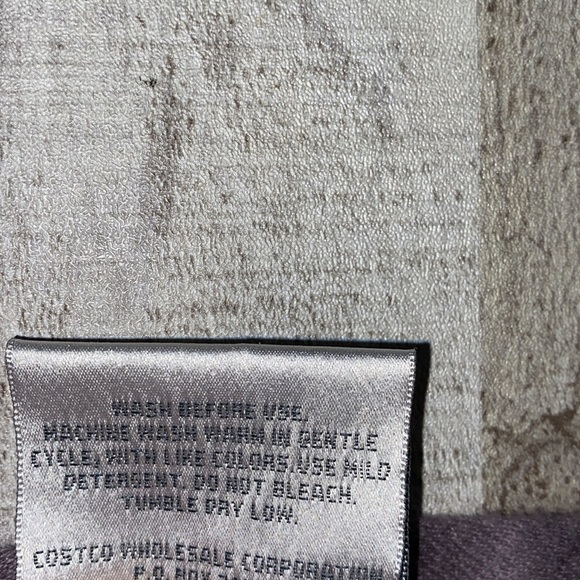 WASH BEFORE USE.
MACHINE WASH WARM IN GENTLE
CYCLE, WITH LIKE COLORS. USE MILD
DETERGENT. DO NOT BLEACH.
TUMBLE DRY LOW.
COSTCO WHOLESALE CORPORATION
P.O. BOX